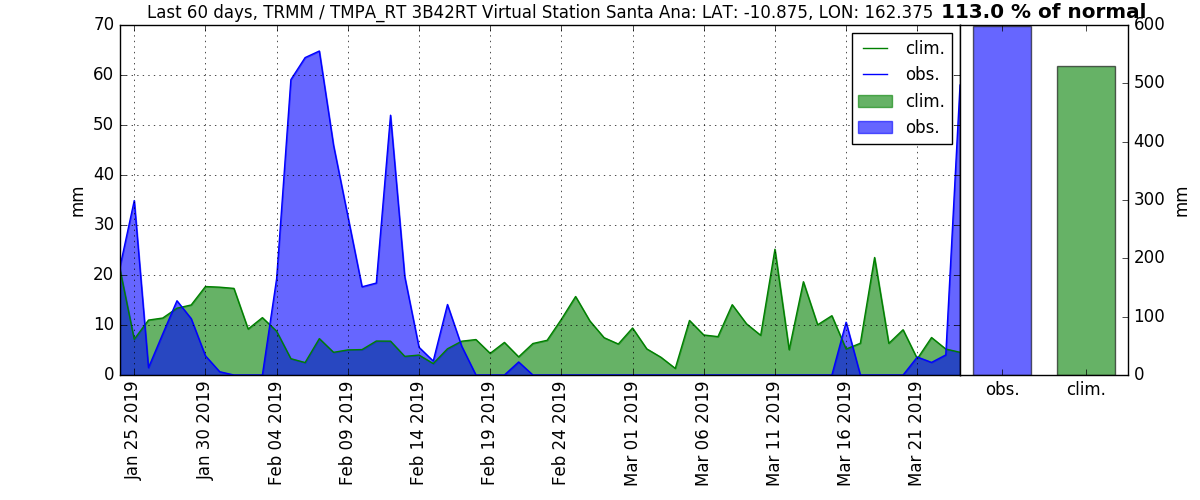 Last 60 days, TRMM / TMPA_RT 3B42RT Virtual Station Santa Ana: LAT: -10.875, LON: 162.375 113.0 % of normal
70
60
50
40
30
20
10
0
mm
clim.
obs.
clim.
obs.
600
500
400
300
200
100
0
mm
obs.
clim.
Jan 25 2019
Jan 30 2019
Feb 04 2019
Feb 09 2019
Feb 14 2019
Feb 19 2019
Feb 24 2019
Mar 01 2019
Mar 06 2019
Mar 11 2019
Mar 16 2019
Mar 21 2019